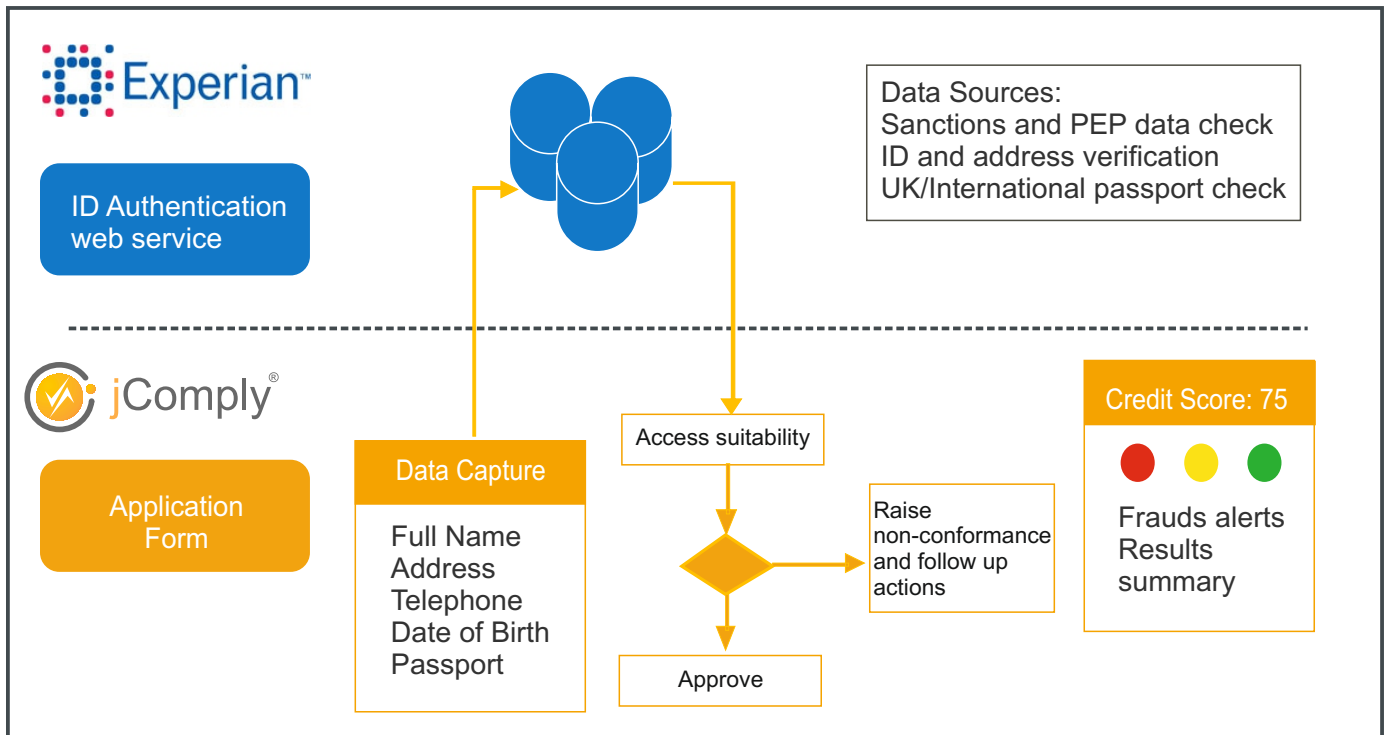 Experian™
ID Authentication
web service
Data Sources:
Sanctions and PEP data check
ID and address verification
UK/International passport check
jComply®
Application
Form
Data Capture
Full Name
Address
Telephone
Date of Birth
Passport
Access suitability
Raise
non-conformance
and follow up
actions
Approve
Credit Score: 75
Frauds alerts
Results
summary